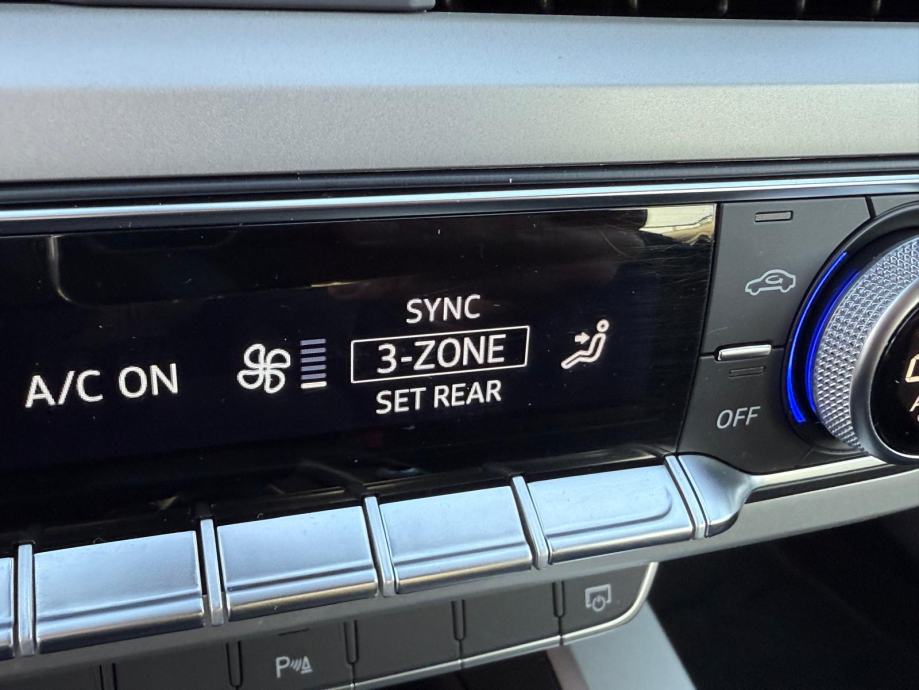 SYNC
A/C ON
3-ZONE
SET REAR
OFF
P